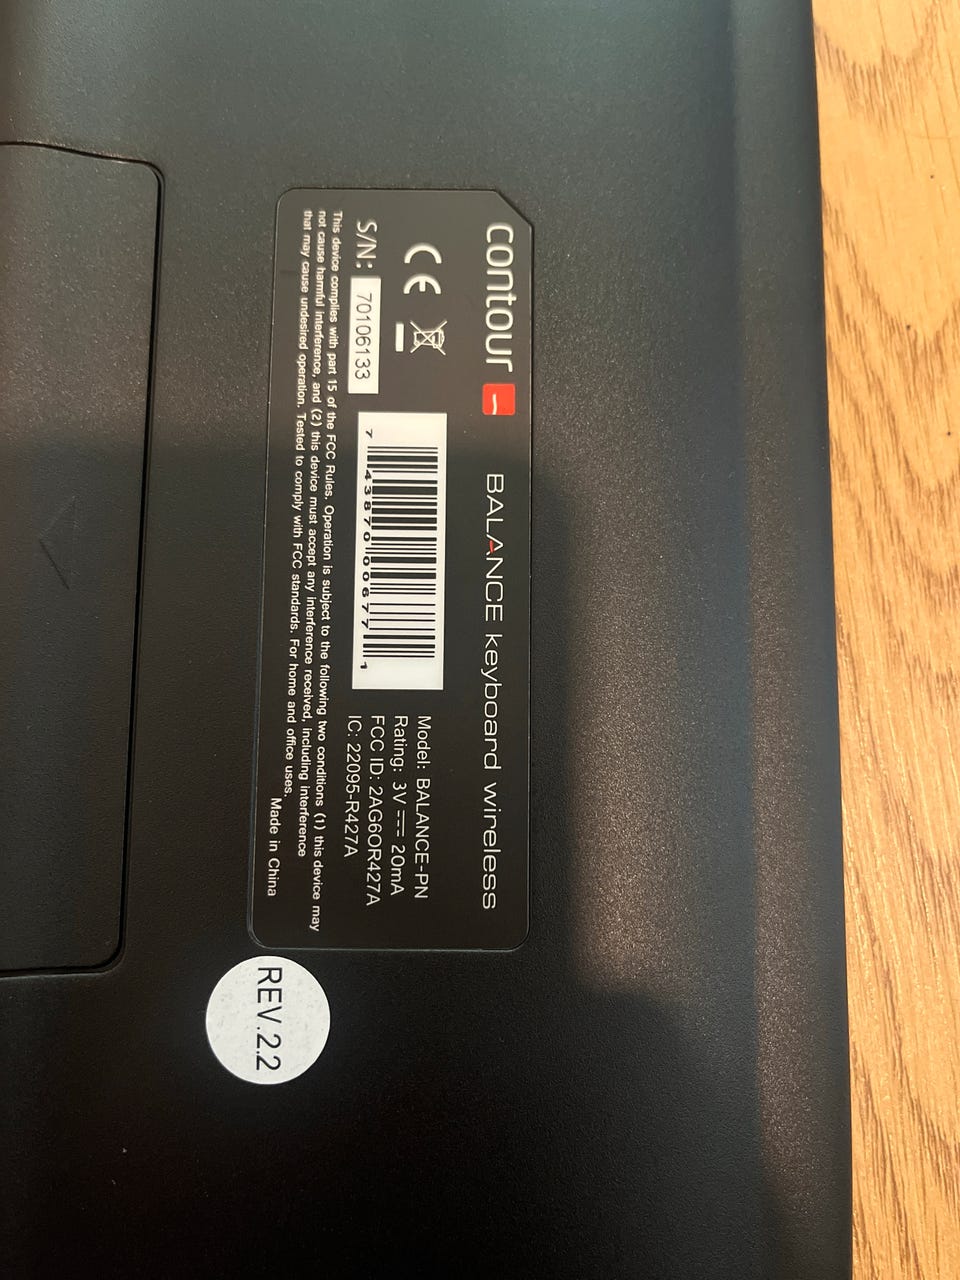 contour
BALANCE keyboard wireless
CE
S/N: 70106133
7 43870 00677 1
Model: BALANCE-PN
Rating: 3V 20mA
FCC ID: 2AG6OR427A
IC: 22095-R427A
This device complies with part 15 of the FCC Rules. Operation is subject to the following two conditions (1) this device may
not cause harmful interference, and (2) this device must accept any interference received, including interference
that may cause undesired operation. Tested to comply with FCC standards. For home and office uses.
Made in China
REV.2.2